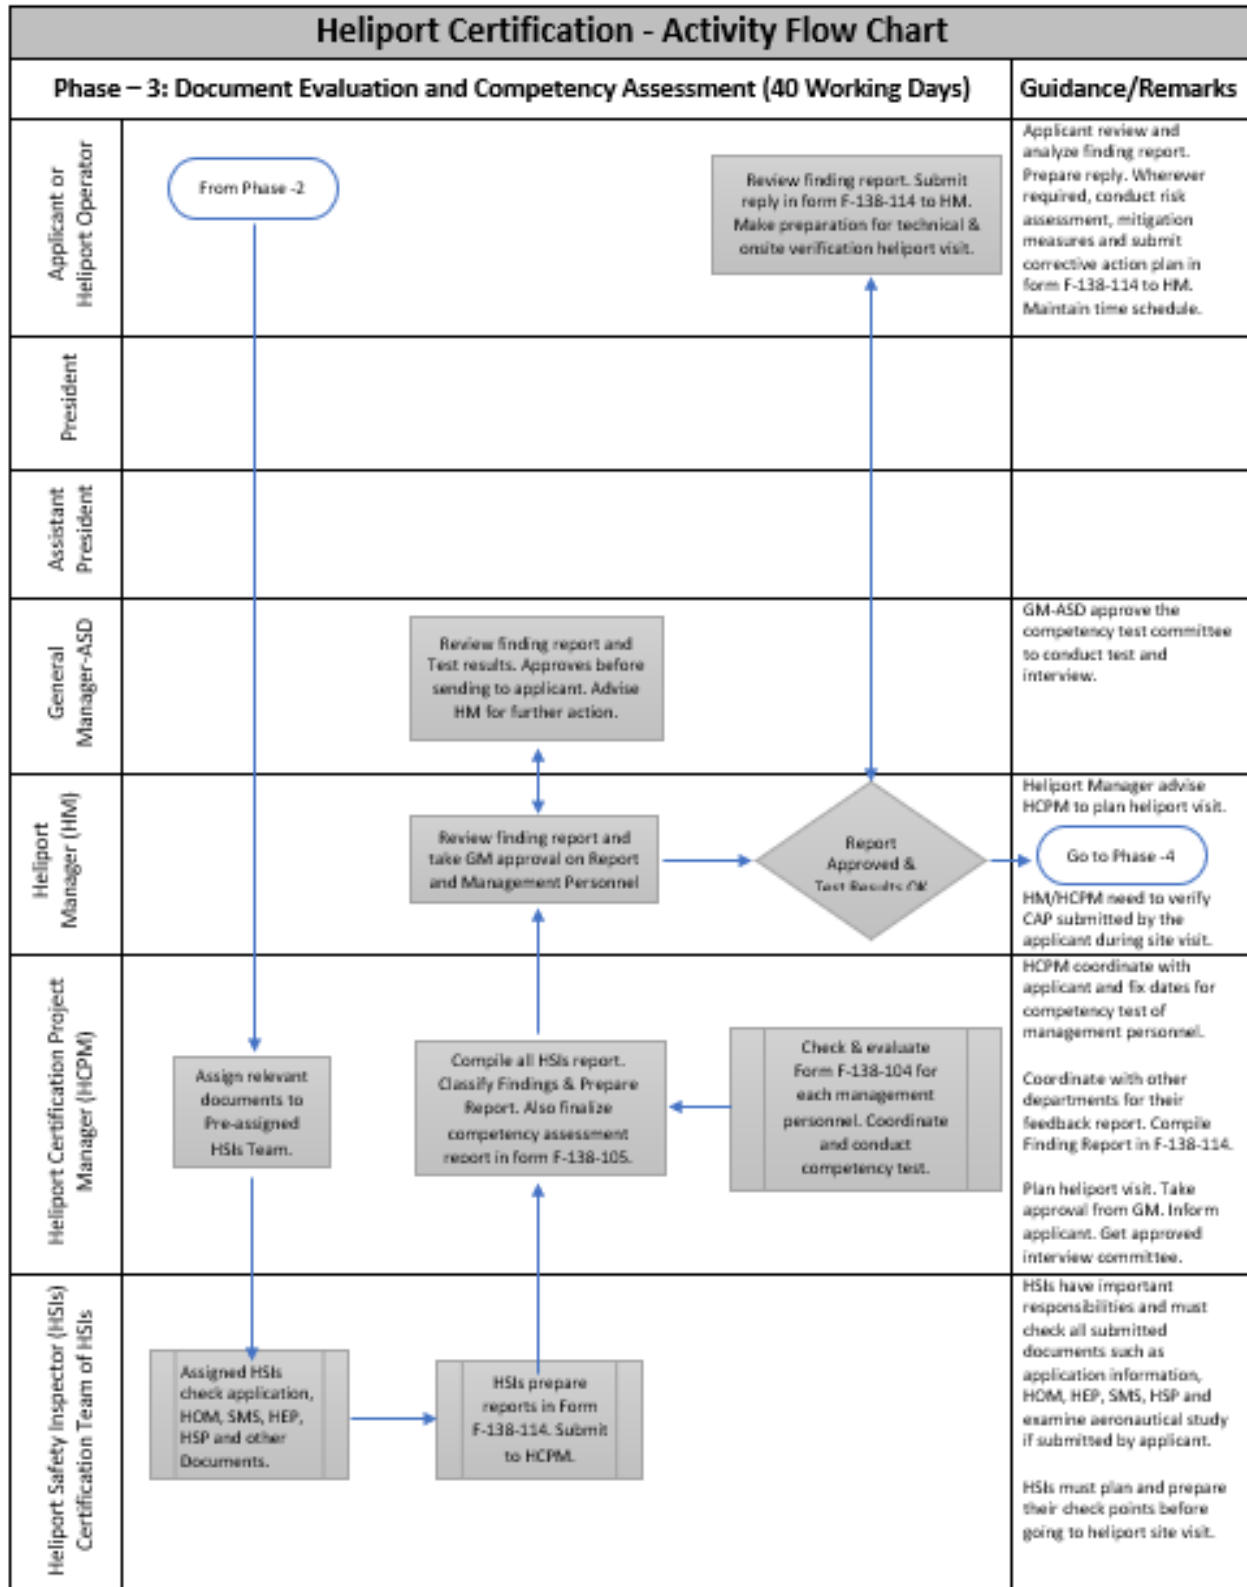 Heliport Certification - Activity Flow Chart
Phase – 3: Document Evaluation and Competency Assessment (40 Working Days)
Guidance/Remarks
Applicant or
Heliport Operator
From Phase -2
Review finding report. Submit
reply in form F-138-114 to HM.
Make preparation for technical &
onsite verification heliport visit.
Applicant review and
analyze finding report.
Prepare reply. Wherever
required, conduct risk
assessment, mitigation
measures and submit
corrective action plan in
form F-138-114 to HM.
Maintain time schedule.
President
Assistant
President
General
Manager-ASD
Review finding report and
Test results. Approves before
sending to applicant. Advise
HM for further action.
GM-ASD approve the
competency test committee
to conduct test and
interview.
Heliport
Manager (HM)
Review finding report and
take GM approval on Report
and Management Personnel
Report
Approved &
Test Results OK
Heliport Manager advise
HCPM to plan heliport visit.
Go to Phase -4
HM/HCPM need to verify
CAP submitted by the
applicant during site visit.
Heliport Certification Project
Manager (HCPM)
Assign relevant
documents to
Pre-assigned
HSIs Team.
Compile all HSIs report.
Classify Findings & Prepare
Report. Also finalize
competency assessment
report in form F-138-105.
Check & evaluate
Form F-138-104 for
each management
personnel. Coordinate
and conduct
competency test.
HCPM coordinate with
applicant and fix dates for
competency test of
management personnel.
Coordinate with other
departments for their
feedback report. Compile
Finding Report in F-138-114.
Plan heliport visit. Take
approval from GM. Inform
applicant. Get approved
interview committee.
Heliport Safety Inspector (HSIs)
Certification Team of HSIs
Assigned HSIs
check application,
HOM, SMS, HEP,
HSP and other
Documents.
HSIs prepare
reports in Form
F-138-114. Submit
to HCPM.
HSIs have important
responsibilities and must
check all submitted
documents such as
application information,
HOM, HEP, SMS, HSP and
examine aeronautical study
if submitted by applicant.
HSIs must plan and prepare
their check points before
going to heliport site visit.